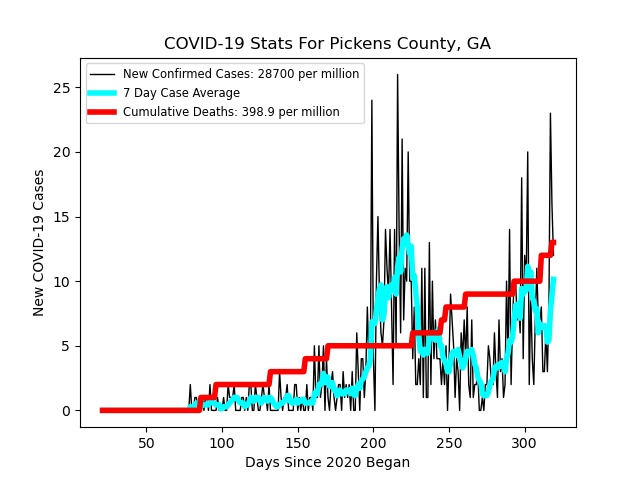 COVID-19 Stats For Pickens County, GA
New Confirmed Cases: 28700 per million
7 Day Case Average
Cumulative Deaths: 398.9 per million
New COVID-19 Cases
25
20
15
10
5
0
50 100 150 200 250 300
Days Since 2020 Began